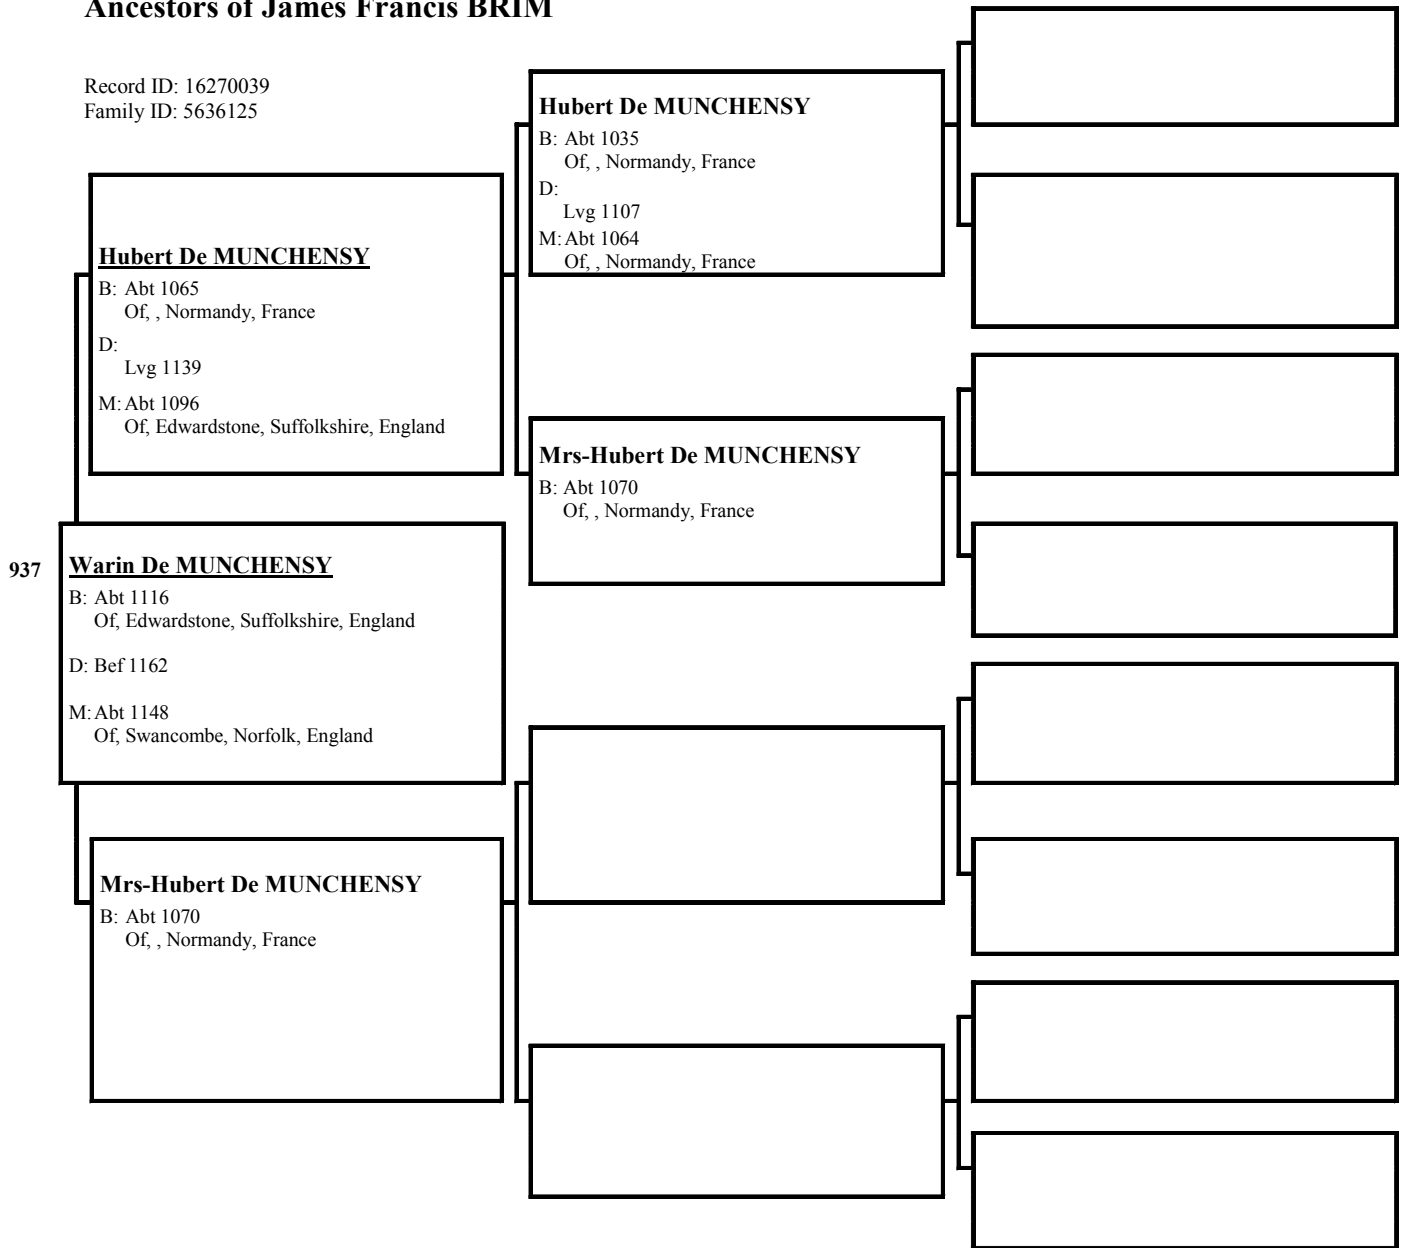 Ancestors of James Francis BRIM
Record ID: 16270039
Family ID: 5636125
Hubert De MUNCHENSY
B: Abt 1035
Of, , Normandy, France
D:
Lvg 1107
M: Abt 1064
Of, , Normandy, France
Hubert De MUNCHENSY
B: Abt 1065
Of, , Normandy, France
D:
Lvg 1139
M: Abt 1096
Of, Edwardstone, Suffolkshire, England
Mrs-Hubert De MUNCHENSY
B: Abt 1070
Of, , Normandy, France
937
Warin De MUNCHENSY
B: Abt 1116
Of, Edwardstone, Suffolkshire, England
D: Bef 1162
M: Abt 1148
Of, Swancombe, Norfolk, England
Mrs-Hubert De MUNCHENSY
B: Abt 1070
Of, , Normandy, France